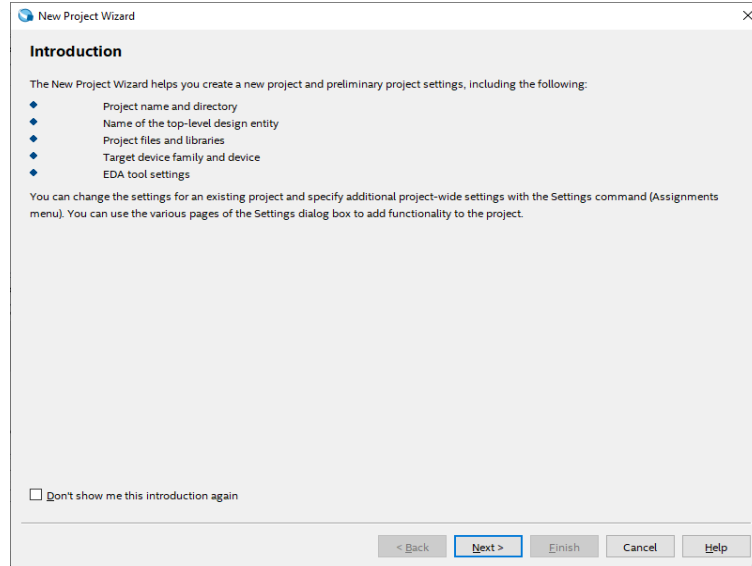 New Project Wizard
Introduction
The New Project Wizard helps you create a new project and preliminary project settings, including the following:
Project name and directory
Name of the top-level design entity
Project files and libraries
Target device family and device
EDA tool settings
You can change the settings for an existing project and specify additional project-wide settings with the Settings command (Assignments
menu). You can use the various pages of the Settings dialog box to add functionality to the project.
Don't show me this introduction again
< Back Next > Finish Cancel Help